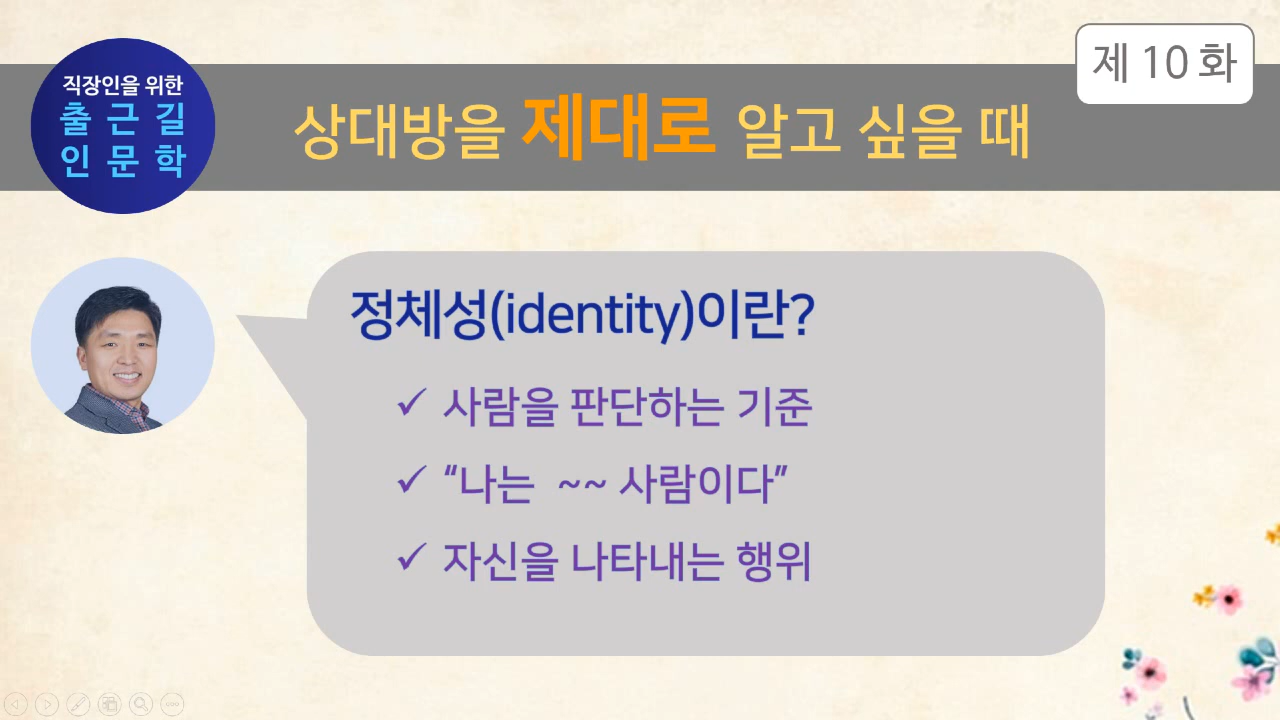 제 10 화
직장인을 위한
출 근 길
인 문 학
상대방을 제대로 알고 싶을 때
정체성(identity)이란?
✓ 사람을 판단하는 기준
✓ “나는 ~~ 사람이다”
✓ 자신을 나타내는 행위